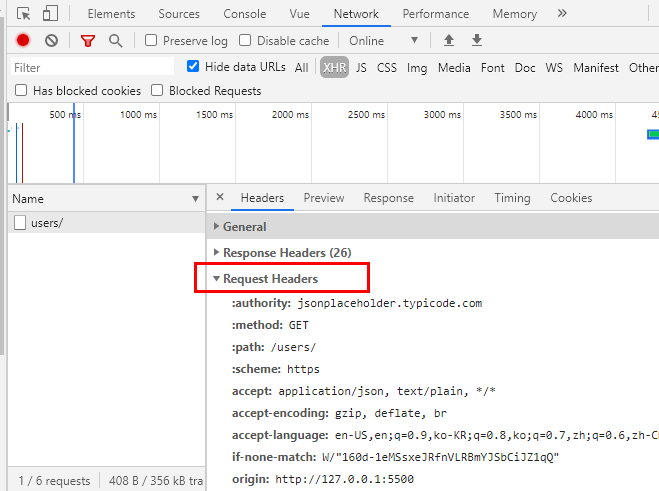 Elements Sources Console Vue Network Performance Memory »
Preserve log Disable cache Online ▼
Filter Hide data URLs All XHR JS CSS Img Media Font Doc WS Manifest Other
Has blocked cookies Blocked Requests
500 ms 1000 ms 1500 ms 2000 ms 2500 ms 3000 ms 3500 ms 4000 ms 45
Name ▼ × Headers Preview Response Initiator Timing Cookies
users/
General
Response Headers (26)
Request Headers
:authority: jsonplaceholder.typicode.com
:method: GET
:path: /users/
:scheme: https
accept: application/json, text/plain, */*
accept-encoding: gzip, deflate, br
accept-language: en-US,en;q=0.9,ko-KR;q=0.8,ko;q=0.7,zh;q=0.6,zh-C
if-none-match: W/"160d-1eMSsxeJRfnVLRBmYJSbCiJZ1qQ"
origin: http://127.0.0.1:5500
1 / 6 requests 408 B / 356 kB tra